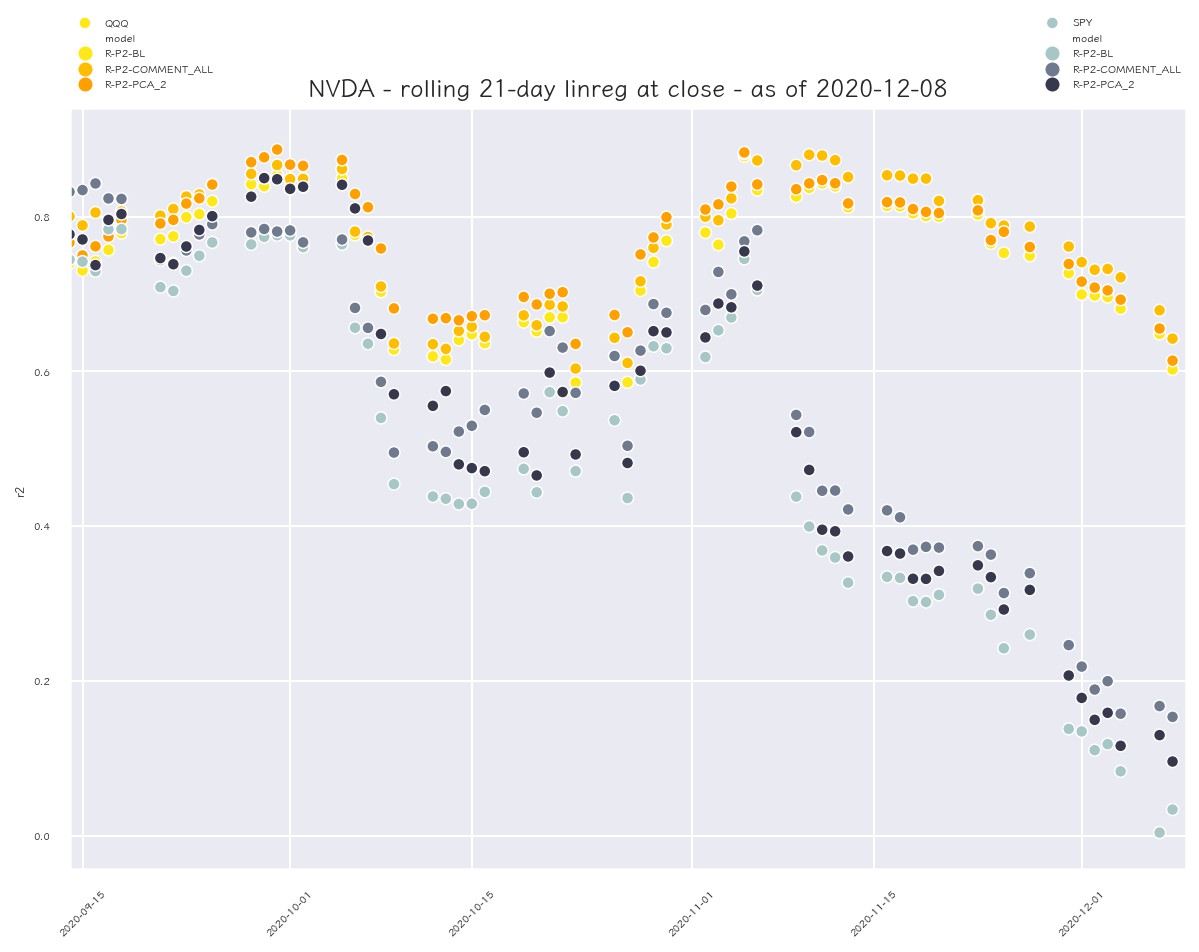 QQQ
model
R-P2-BL
R-P2-COMMENT_ALL
R-P2-PCA_2
SPY
model
R-P2-BL
R-P2-COMMENT_ALL
R-P2-PCA_2
NVDA - rolling 21-day linreg at close - as of 2020-12-08
r2
0.8
0.6
0.4
0.2
0.0
2020-09-15
2020-10-01
2020-10-15
2020-11-01
2020-11-15
2020-12-01